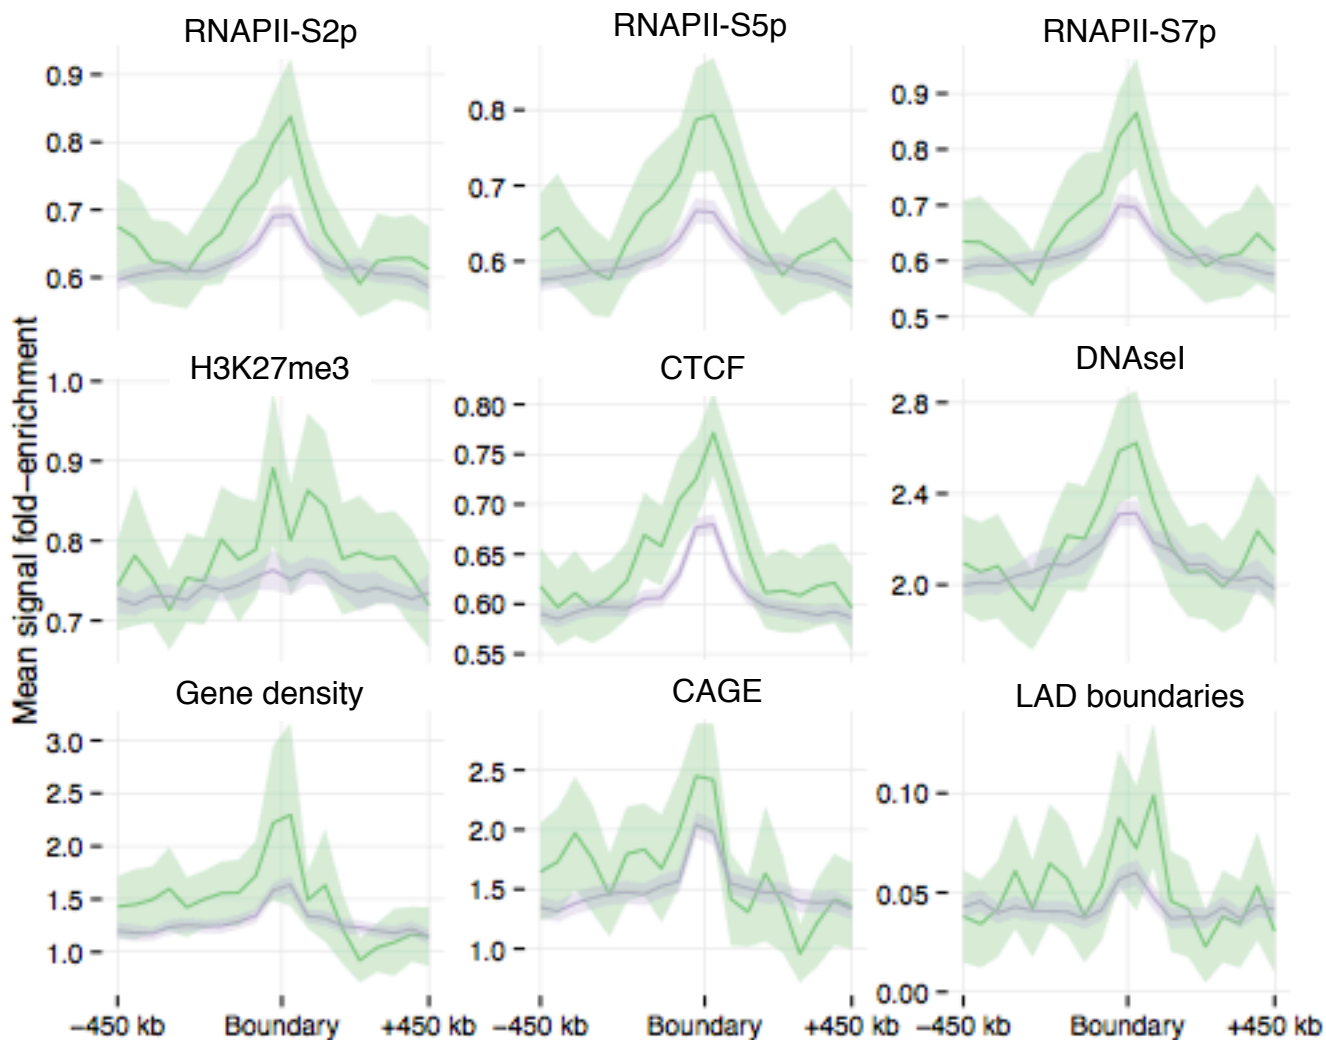 RNAPII-S2p
RNAPII-S5p
RNAPII-S7p
0.9
0.8
0.7
0.6
0.8
0.7
0.6
0.9
0.8
0.7
0.6
0.5
Mean signal fold−enrichment
H3K27me3
CTCF
DNAseI
1.0
0.9
0.8
0.7
0.80
0.75
0.70
0.65
0.60
0.55
2.8
2.4
2.0
Gene density
CAGE
LAD boundaries
3.0
2.5
2.0
1.5
1.0
2.5
2.0
1.5
1.0
0.10
0.05
0.00
−450 kb Boundary +450 kb
−450 kb Boundary +450 kb
−450 kb Boundary +450 kb